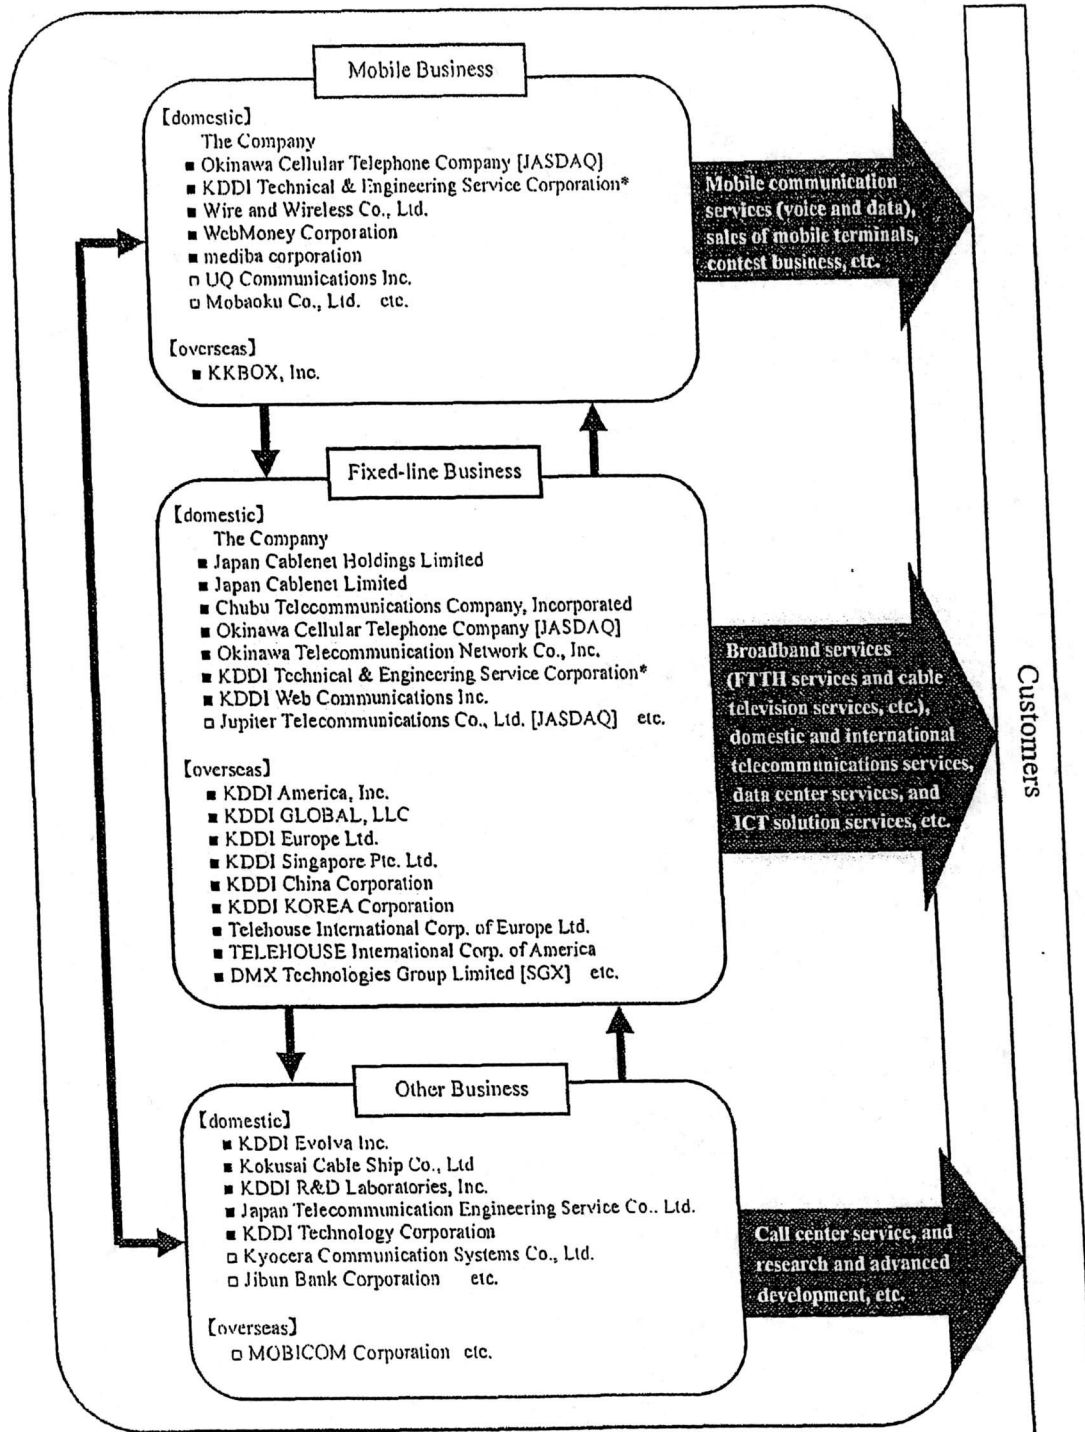 Mobile Business
【domestic】
The Company
■ Okinawa Cellular Telephone Company [JASDAQ]
■ KDDI Technical & Engineering Service Corporation*
■ Wire and Wireless Co., Ltd.
■ WebMoney Corporation
■ mediba corporation
□ UQ Communications Inc.
□ Mobaoku Co., Ltd. etc.
【overseas】
■ KKBOX, Inc.
Mobile communication
services (voice and data),
sales of mobile terminals,
contest business, etc.
Fixed-line Business
【domestic】
The Company
■ Japan Cablenet Holdings Limited
■ Japan Cablenet Limited
■ Chubu Telecommunications Company, Incorporated
■ Okinawa Cellular Telephone Company [JASDAQ]
■ Okinawa Telecommunication Network Co., Inc.
■ KDDI Technical & Engineering Service Corporation*
■ KDDI Web Communications Inc.
□ Jupiter Telecommunications Co., Ltd. [JASDAQ] etc.
【overseas】
■ KDDI America, Inc.
■ KDDI GLOBAL, LLC
■ KDDI Europe Ltd.
■ KDDI Singapore Ptc. Ltd.
■ KDDI China Corporation
■ KDDI KOREA Corporation
■ Telehouse International Corp. of Europe Ltd.
■ TELEHOUSE International Corp. of America
■ DMX Technologies Group Limited [SGX] etc.
Broadband services
(FTTH services and cable
television services, etc.),
domestic and international
telecommunications services,
data center services, and
ICT solution services, etc.
Other Business
【domestic】
■ KDDI Evolva Inc.
■ Kokusai Cable Ship Co., Ltd
■ KDDI R&D Laboratories, Inc.
■ Japan Telecommunication Engineering Service Co.. Ltd.
■ KDDI Technology Corporation
□ Kyocera Communication Systems Co., Ltd.
□ Jibun Bank Corporation etc.
【overseas】
□ MOBICOM Corporation etc.
Call center service, and
research and advanced
development, etc.
Customers